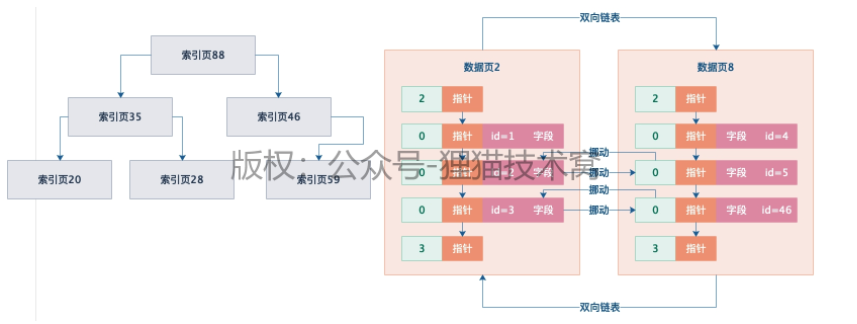 双向链表
索引页88
索引页35
索引页46
索引页20
索引页28
索引页59
数据页2
2 指针
0 指针 id=1 字段
0 指针 id=2 字段
0 指针 id=3 字段
3 指针
挪动
挪动
挪动
挪动
数据页8
2 指针
0 指针 字段 id=4
0 指针 字段 id=5
0 指针 字段 id=46
3 指针
双向链表
版权:公众号-狸猫技术窝